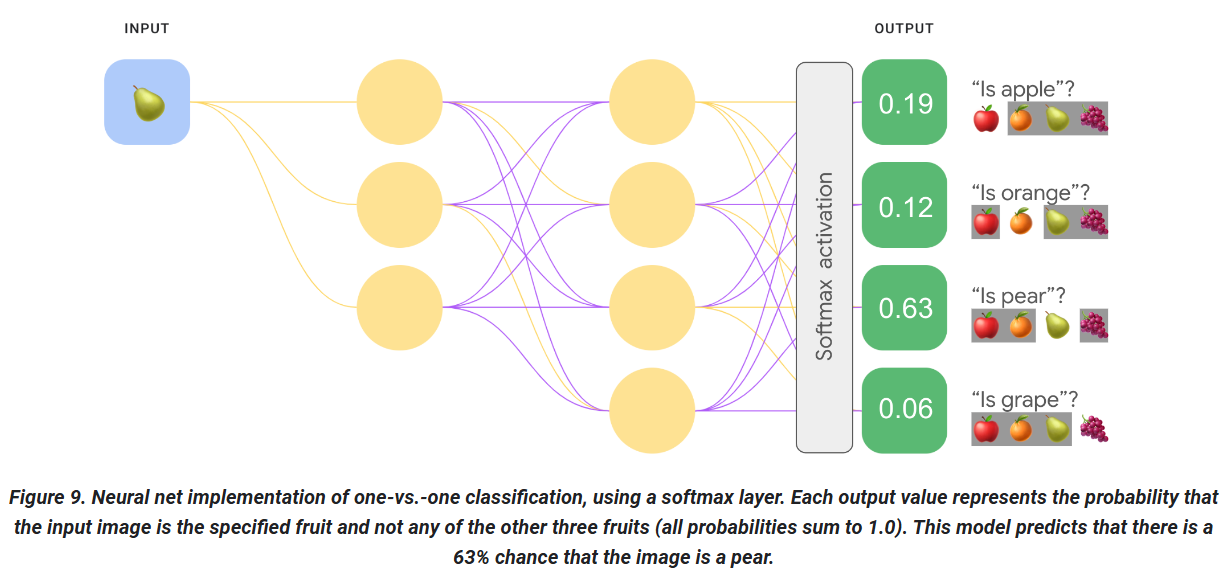 INPUT
OUTPUT
0.19
“Is apple”?
0.12
“Is orange”?
Softmax activation
0.63
“Is pear”?
0.06
“Is grape”?
Figure 9. Neural net implementation of one-vs.-one classification, using a softmax layer. Each output value represents the probability that
the input image is the specified fruit and not any of the other three fruits (all probabilities sum to 1.0). This model predicts that there is a
63% chance that the image is a pear.